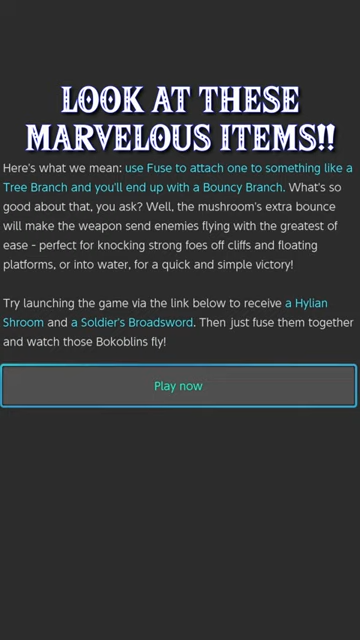 LOOK AT THESE
MARVELOUS ITEMS!!
Here's what we mean: use Fuse to attach one to something like a
Tree Branch and you'll end up with a Bouncy Branch. What's so
good about that, you ask? Well, the mushroom's extra bounce
will make the weapon send enemies flying with the greatest of
ease - perfect for knocking strong foes off cliffs and floating
platforms, or into water, for a quick and simple victory!
Try launching the game via the link below to receive a Hylian
Shroom and a Soldier's Broadsword. Then just fuse them together
and watch those Bokoblins fly!
Play now